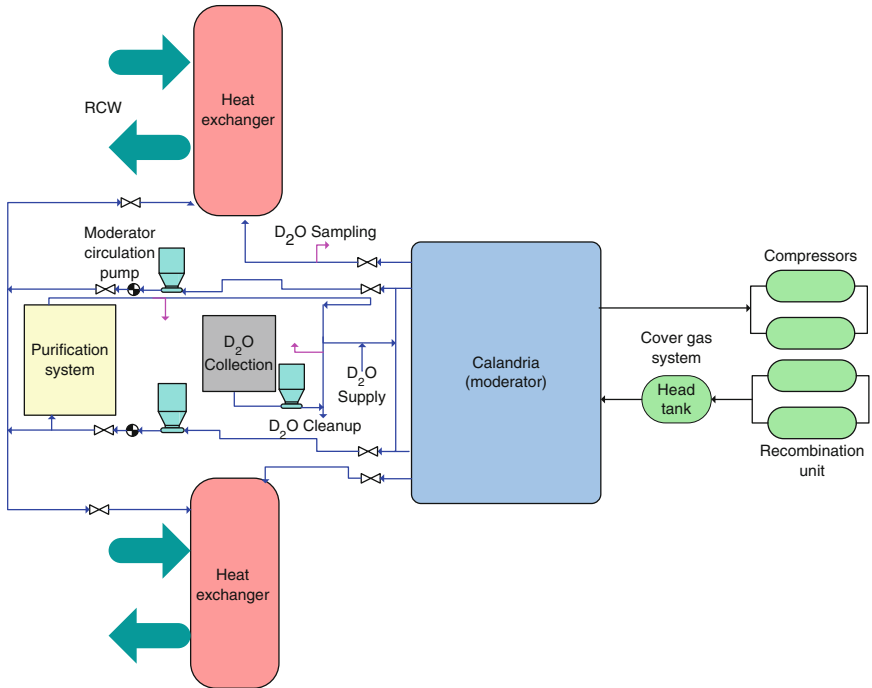 Heat
exchanger
RCW
Moderator
circulation
pump
D2O Sampling
Purification
system
D2O
Collection
D2O
Supply
D2O Cleanup
Calandria
(moderator)
Compressors
Cover gas
system
Head
tank
Recombination
unit
Heat
exchanger